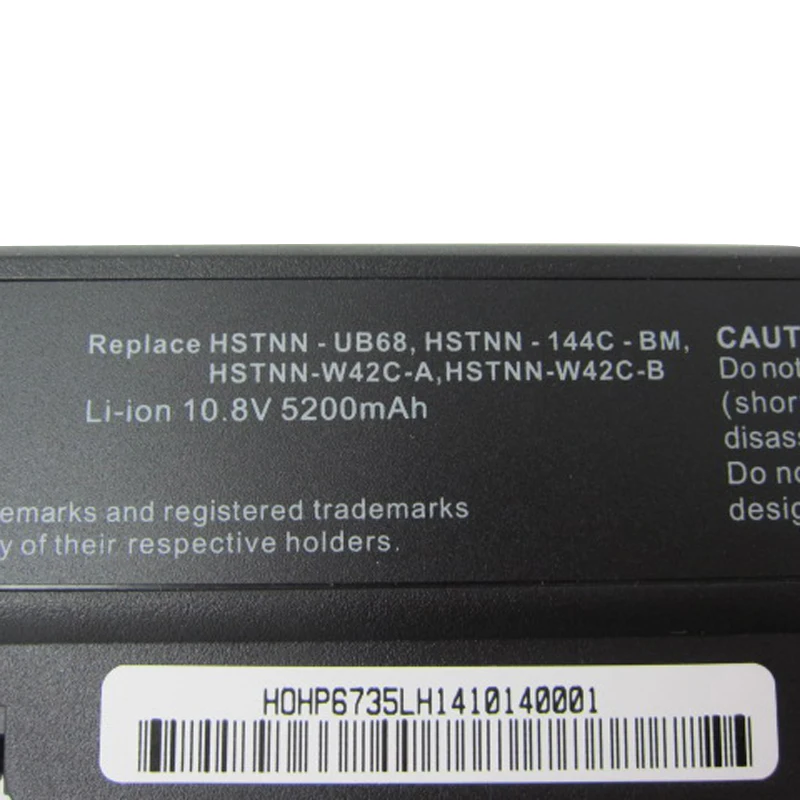 Replace HSTNN - UB68, HSTNN - 144C - BM,
HSTNN-W42C-A,HSTNN-W42C-B
Li-ion 10.8V 5200mAh
emarks and registered trademarks
y of their respective holders.
CAUT
Do not
(shor
disass
Do no
desig
HOHP6735LH1410140001